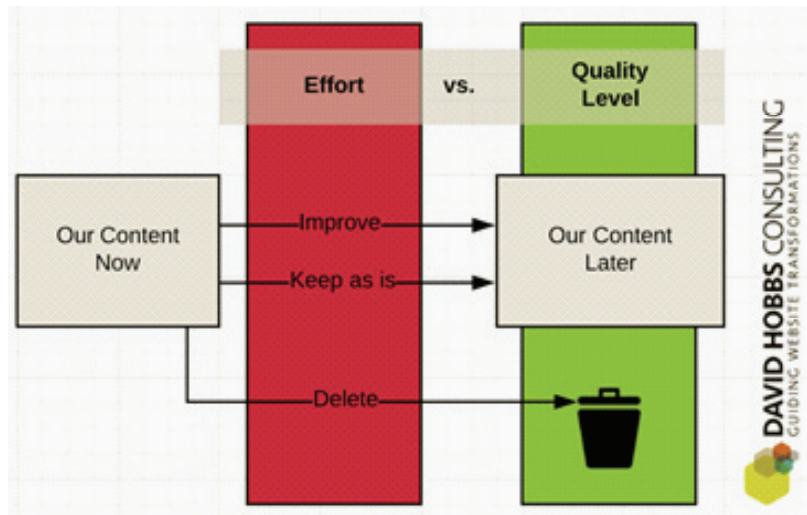 Effort
vs.
Quality
Level
Our Content
Now
Improve
Keep as is
Delete
Our Content
Later
DAVID HOBBS CONSULTING
GUIDING WEBSITE TRANSFORMATIONS